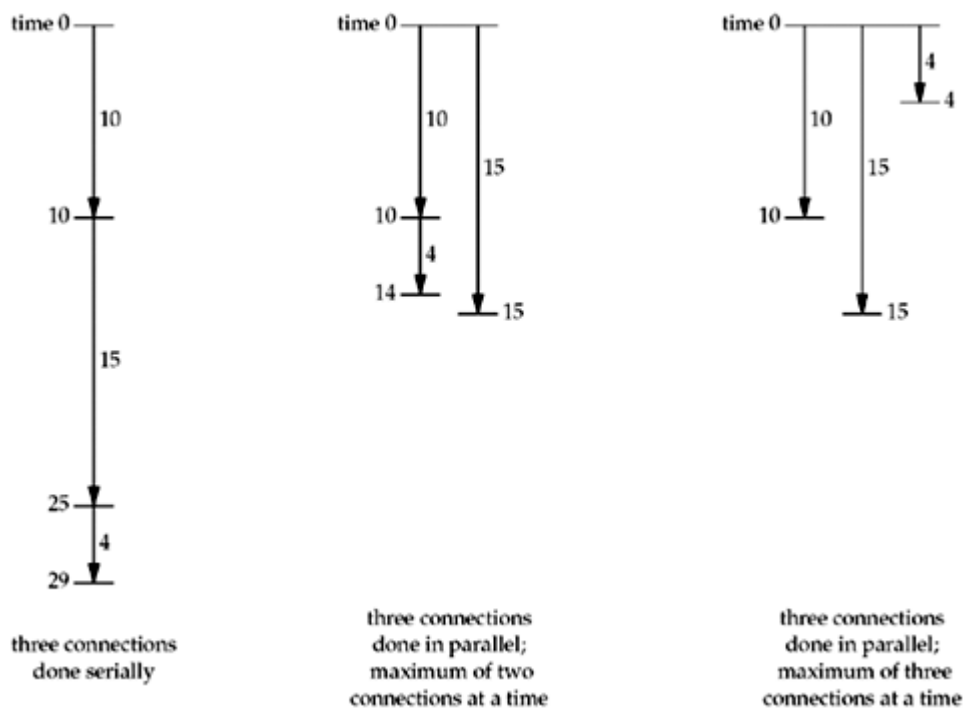 time 0
10
10
15
25
4
29
three connections
done serially
time 0
10
15
10
4
14
15
three connections
done in parallel;
maximum of two
connections at a time
time 0
4
4
10
15
10
15
three connections
done in parallel;
maximum of three
connections at a time